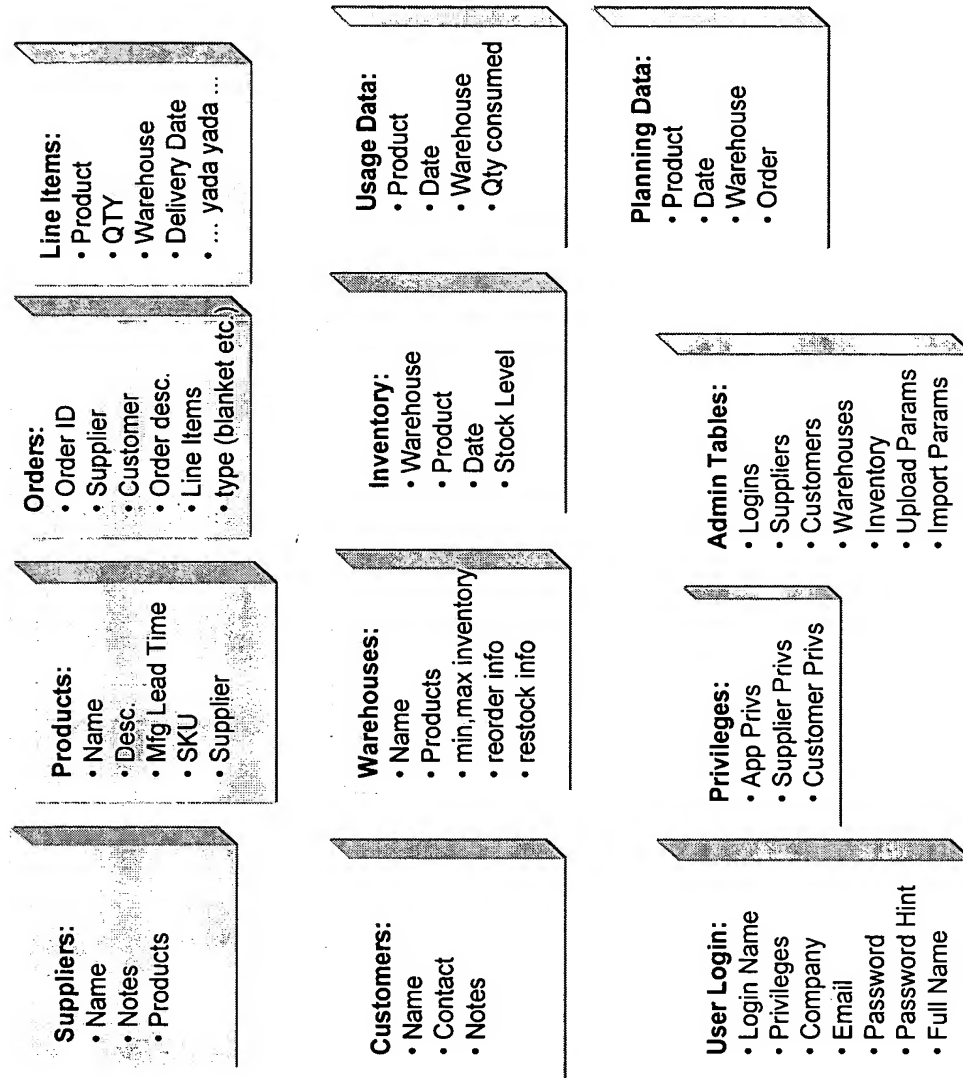 Suppliers:
• Name
• Notes
• Products
Products:
• Name
• Desc.
• Mfg Lead Time
• SKU
• Supplier
Orders:
• Order ID
• Supplier
• Customer
• Order desc.
• Line Items
• type (blanket etc.)
Line Items:
• Product
• QTY
• Warehouse
• Delivery Date
• .... yada yada ...
Customers:
• Name
• Contact
• Notes
Warehouses:
• Name
• Products
• min,max inventory
• reorder info
• restock info
Inventory:
• Warehouse
• Product
• Date
• Stock Level
Usage Data:
• Product
• Date
• Warehouse
• Qty consumed
User Login:
• Login Name
• Privileges
• Company
• Email
• Password
• Password Hint
• Full Name
Privileges:
• App Privs
• Supplier Privs
• Customer Privs
Admin Tables:
• Logins
• Suppliers
• Customers
• Warehouses
• Inventory
• Upload Params
• Import Params
Planning Data:
• Product
• Date
• Warehouse
• Order